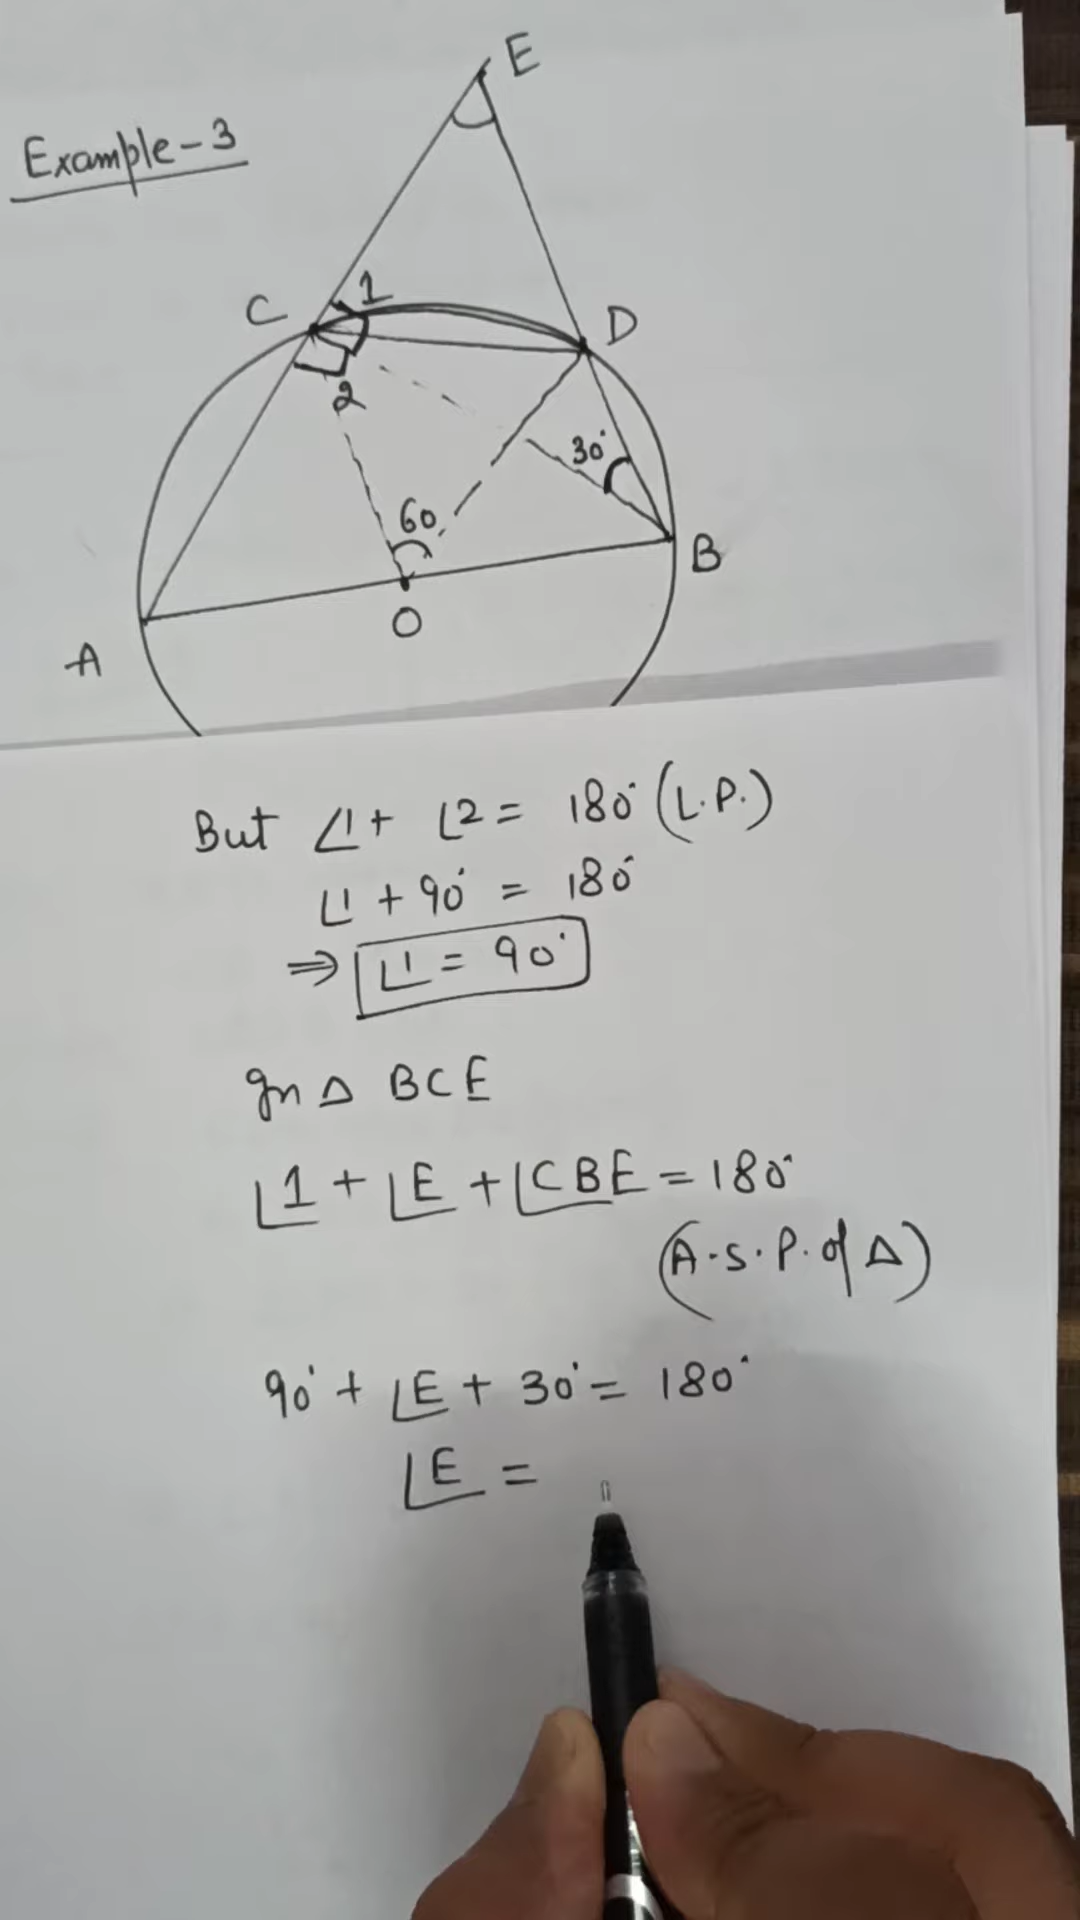 E
Example-3
C
1
D
2
30°
60
B
O
A
But ∠1 + ∠2 = 180° (L.P.)
∠1 + 90° = 180°
⇒ ∠1 = 90°
In △ BCE
∠1 + ∠E + ∠CBE = 180°
(A.S.P. of △)
90° + ∠E + 30° = 180°
∠E =